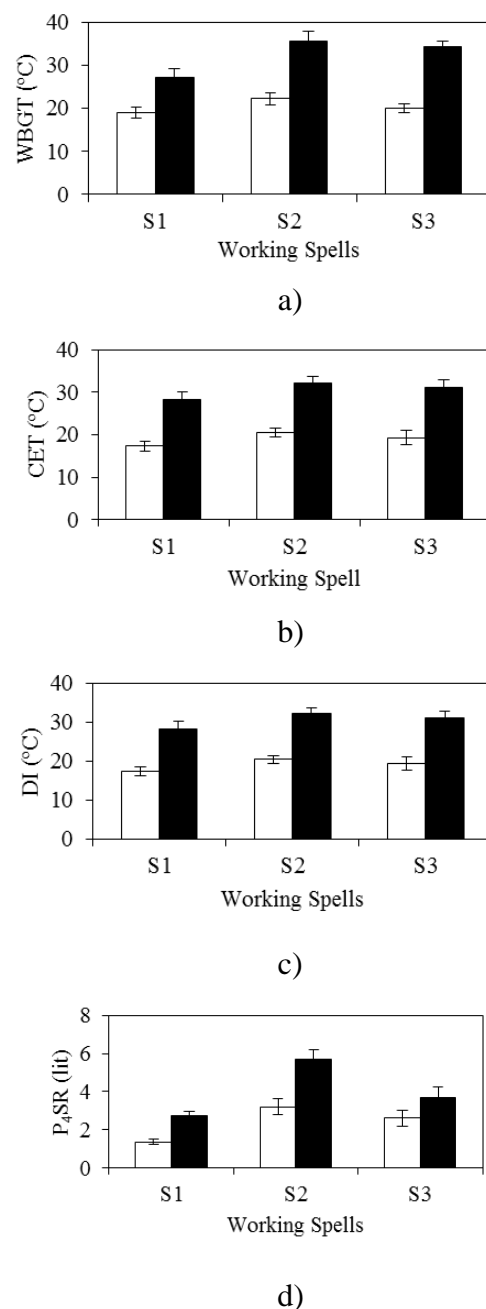 40
30
20
10
0
WBGT (°C)
S1 S2 S3
Working Spells
a)
40
30
20
10
0
CET (°C)
S1 S2 S3
Working Spell
b)
40
30
20
10
0
DI (°C)
S1 S2 S3
Working Spells
c)
8
6
4
2
0
P₄SR (lit)
S1 S2 S3
Working Spells
d)